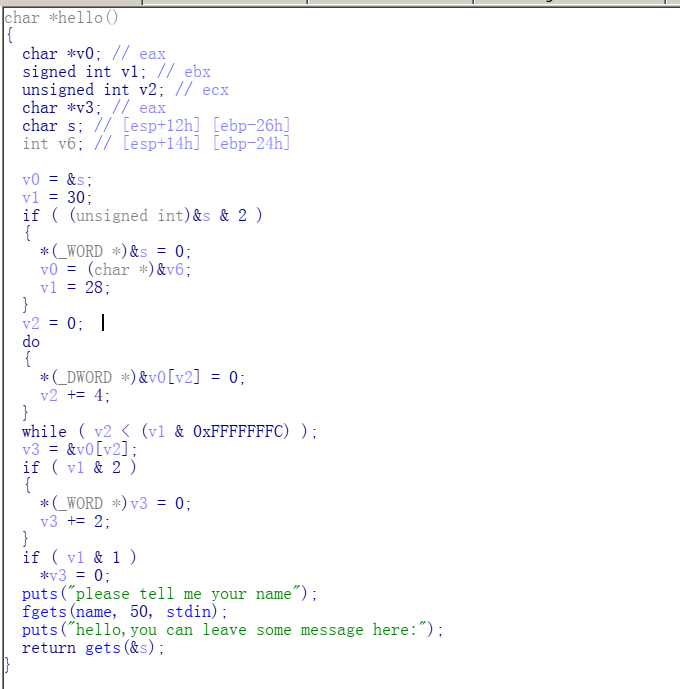 char *hello()
{
  char *v0; // eax
  signed int v1; // ebx
  unsigned int v2; // ecx
  char *v3; // eax
  char s; // [esp+12h] [ebp-26h]
  int v6; // [esp+14h] [ebp-24h]

  v0 = &s;
  v1 = 30;
  if ( (unsigned int)&s & 2 )
  {
    *(_WORD *)&s = 0;
    v0 = (char *)&v6;
    v1 = 28;
  }
  v2 = 0;
  do
  {
    *(_DWORD *)&v0[v2] = 0;
    v2 += 4;
  }
  while ( v2 < (v1 & 0xFFFFFFFC) );
  v3 = &v0[v2];
  if ( v1 & 2 )
  {
    *(_WORD *)v3 = 0;
    v3 += 2;
  }
  if ( v1 & 1 )
    *v3 = 0;
  puts("please tell me your name");
  fgets(name, 50, stdin);
  puts("hello,you can leave some message here:");
  return gets(&s);
}